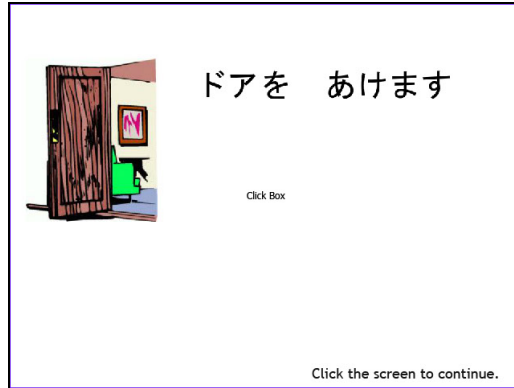 ドアを　あけます
Click Box
Click the screen to continue.